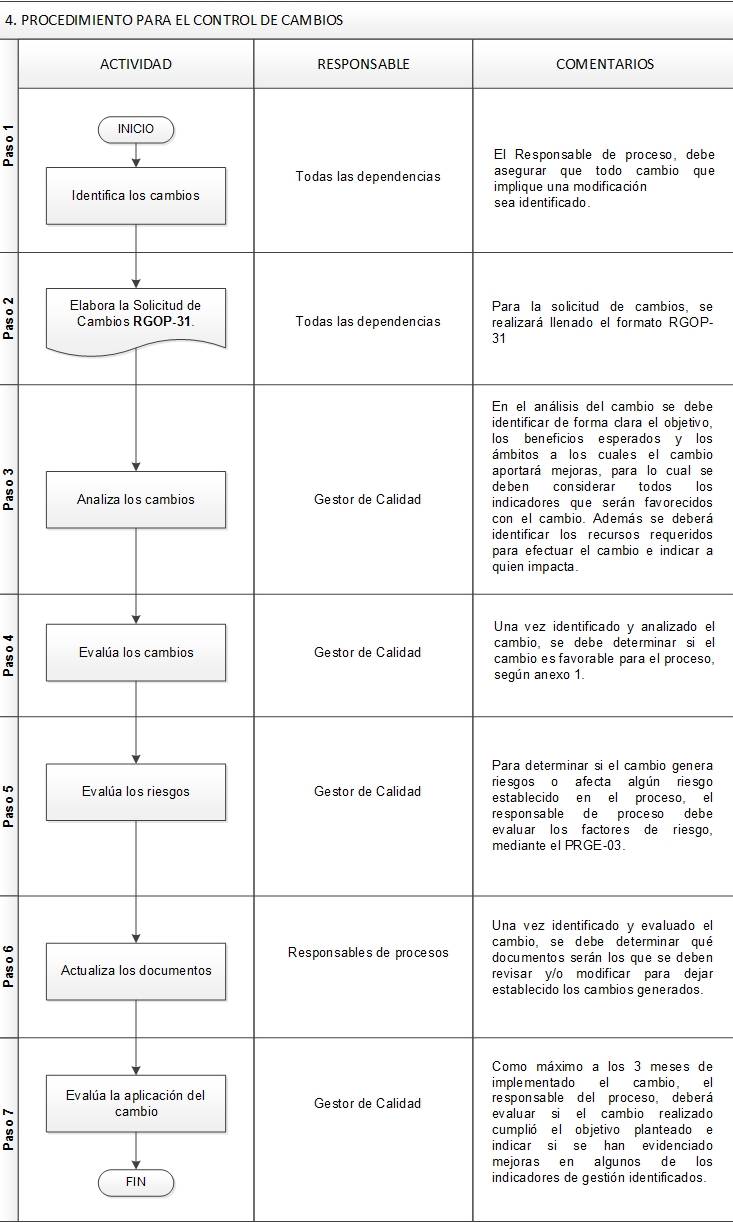 4. PROCEDIMIENTO PARA EL CONTROL DE CAMBIOS
ACTIVIDAD
RESPONSABLE
COMENTARIOS
Paso 1
INICIO
Identifica los cambios
Todas las dependencias
El Responsable de proceso, debe
asegurar que todo cambio que
implique una modificación
sea identificado.
Paso 2
Elabora la Solicitud de
Cambios RGOP-31.
Todas las dependencias
Para la solicitud de cambios, se
realizará llenado el formato RGOP-
31
Paso 3
Analiza los cambios
Gestor de Calidad
En el análisis del cambio se debe
identificar de forma clara el objetivo,
los beneficios esperados y los
ámbitos a los cuales el cambio
aportará mejoras, para lo cual se
deben considerar todos los
indicadores que serán favorecidos
con el cambio. Además se deberá
identificar los recursos requeridos
para efectuar el cambio e indicar a
quien impacta.
Paso 4
Evalúa los cambios
Gestor de Calidad
Una vez identificado y analizado el
cambio, se debe determinar si el
cambio es favorable para el proceso,
según anexo 1.
Paso 5
Evalúa los riesgos
Gestor de Calidad
Para determinar si el cambio genera
riesgos o afecta algún riesgo
establecido en el proceso, el
responsable de proceso debe
evaluar los factores de riesgo,
mediante el PRGE-03.
Paso 6
Actualiza los documentos
Responsables de procesos
Una vez identificado y evaluado el
cambio, se debe determinar qué
documentos serán los que se deben
revisar y/o modificar para dejar
establecido los cambios generados.
Paso 7
Evalúa la aplicación del
cambio
FIN
Gestor de Calidad
Como máximo a los 3 meses de
implementado el cambio, el
responsable del proceso, deberá
evaluar si el cambio realizado
cumplió el objetivo planteado e
indicar si se han evidenciado
mejoras en algunos de los
indicadores de gestión identificados.